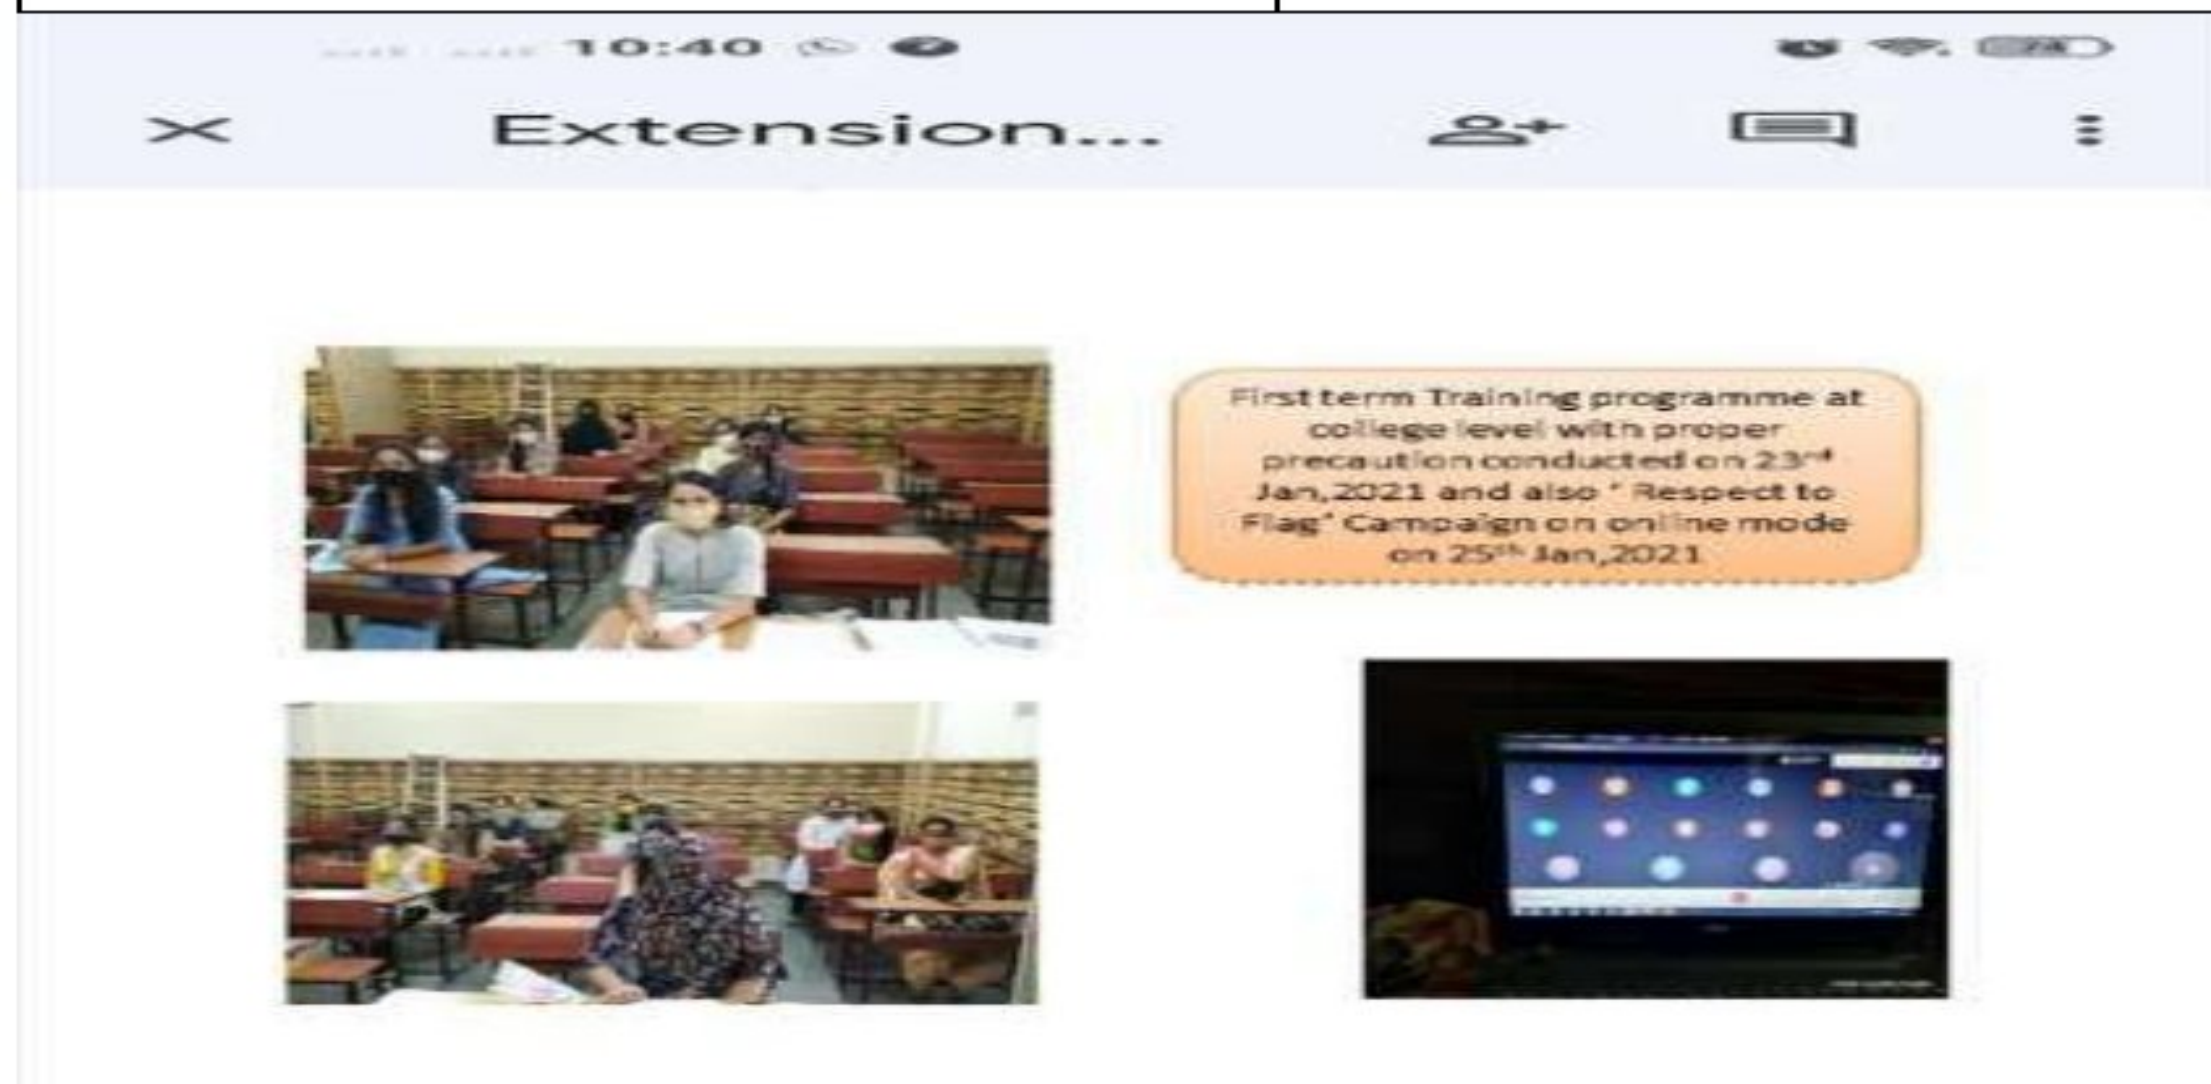 10:40
74
Extension...
First term Training programme at
college level with proper
precaution conducted on 23rd
Jan,2021 and also ' Respect to
Flag' Campaign on online mode
on 25th Jan,2021